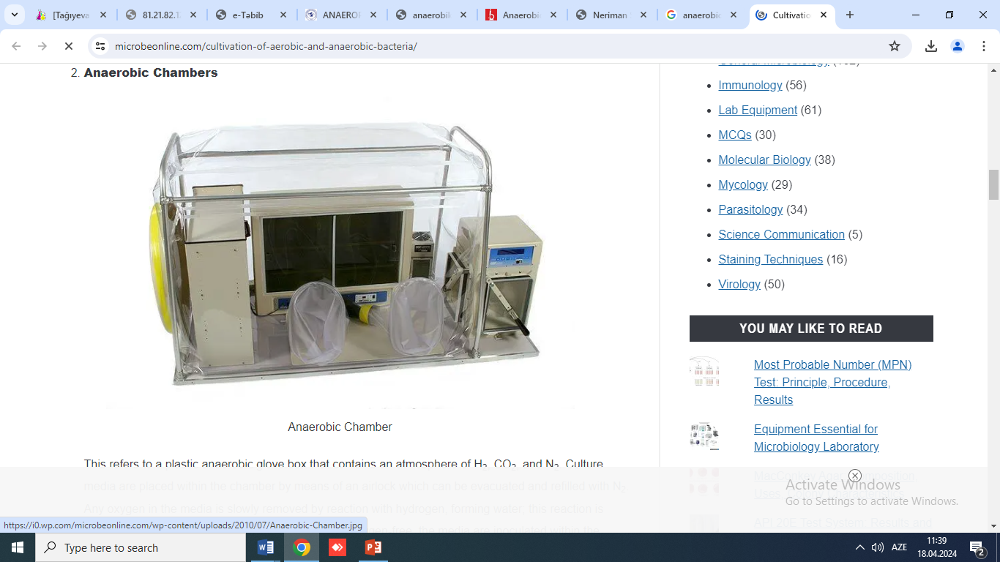 [Tağıyeva
81.21.82.1
e-Tabib
ANAEROI
anaerobil
Anaerobi
Neriman
anaerobic
Cultivatio
microbeonline.com/cultivation-of-aerobic-and-anaerobic-bacteria/
2. Anaerobic Chambers
Anaerobic Chamber
This refers to a plastic anaerobic glove box that contains an atmosphere of H2, CO2, and N2. Culture
media are placed within the chamber by means of an airlock which can be evacuated and refilled with N2
Any oxygen in the media is slowly removed by reaction with hydrogen, forming water; this reaction is
free, the media are inoculated within the
General Microbiology (102)
Immunology (56)
Lab Equipment (61)
MCQs (30)
Molecular Biology (38)
Mycology (29)
Parasitology (34)
Science Communication (5)
Staining Techniques (16)
Virology (50)
YOU MAY LIKE TO READ
Most Probable Number (MPN)
Test: Principle, Procedure,
Results
Equipment Essential for
Microbiology Laboratory
MacConkey Agar: Composition,
Uses,
API 20E Test System: Results and
Activate Windows
Go to Settings to activate Windows.
https://i0.wp.com/microbeonline.com/wp-content/uploads/2010/07/Anaerobic-Chamber.jpg
Type here to search
AZE
11:39
18.04.2024
2